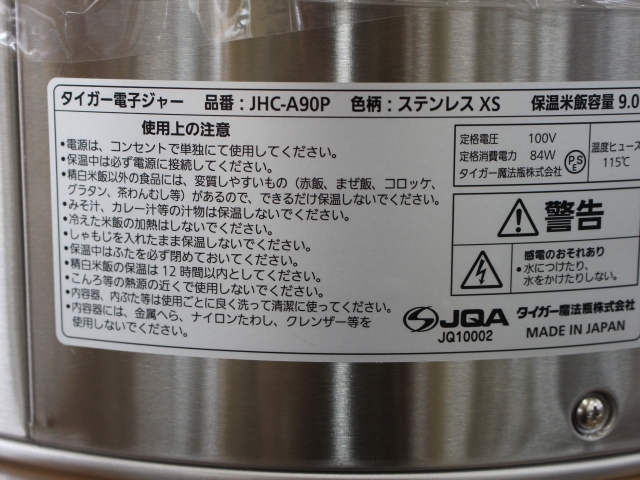 タイガー電子ジャー 品番：JHC-A90P 色柄：ステンレス XS 保温米飯容量 9.0
使用上の注意
•電源は、コンセントで単独にて使用してください。
•保温中は必ず電源に接続してください。
•精白米飯以外の食品には、変質しやすいもの（赤飯、まぜ飯、コロッケ、
グラタン、茶わんむし等）があるので、できるだけ保温しないでください。
•みそ汁、カレー汁等の汁物は保温しないでください。
•冷えた米飯の加熱はしないでください。
•しゃもじを入れたまま保温しないでください。
•保温中はふたを必ず閉めておいてください。
•精白米飯の保温は12時間以内としてください。
•こんろ等の熱源の近くで使用しないでください。
•内容器、内ぶた等は使用ごとに良く洗って清潔に使ってください。
•内容器には、金属へら、ナイロンたわし、クレンザー等を
使用しないでください。
定格電圧 100V
定格消費電力 84W
タイガー魔法瓶株式会社
PSE
温度ヒューズ
115℃
警告
感電のおそれあり
•水につけたり、
水をかけたりしない。
JQA
JQ10002
タイガー魔法瓶株式会社
MADE IN JAPAN